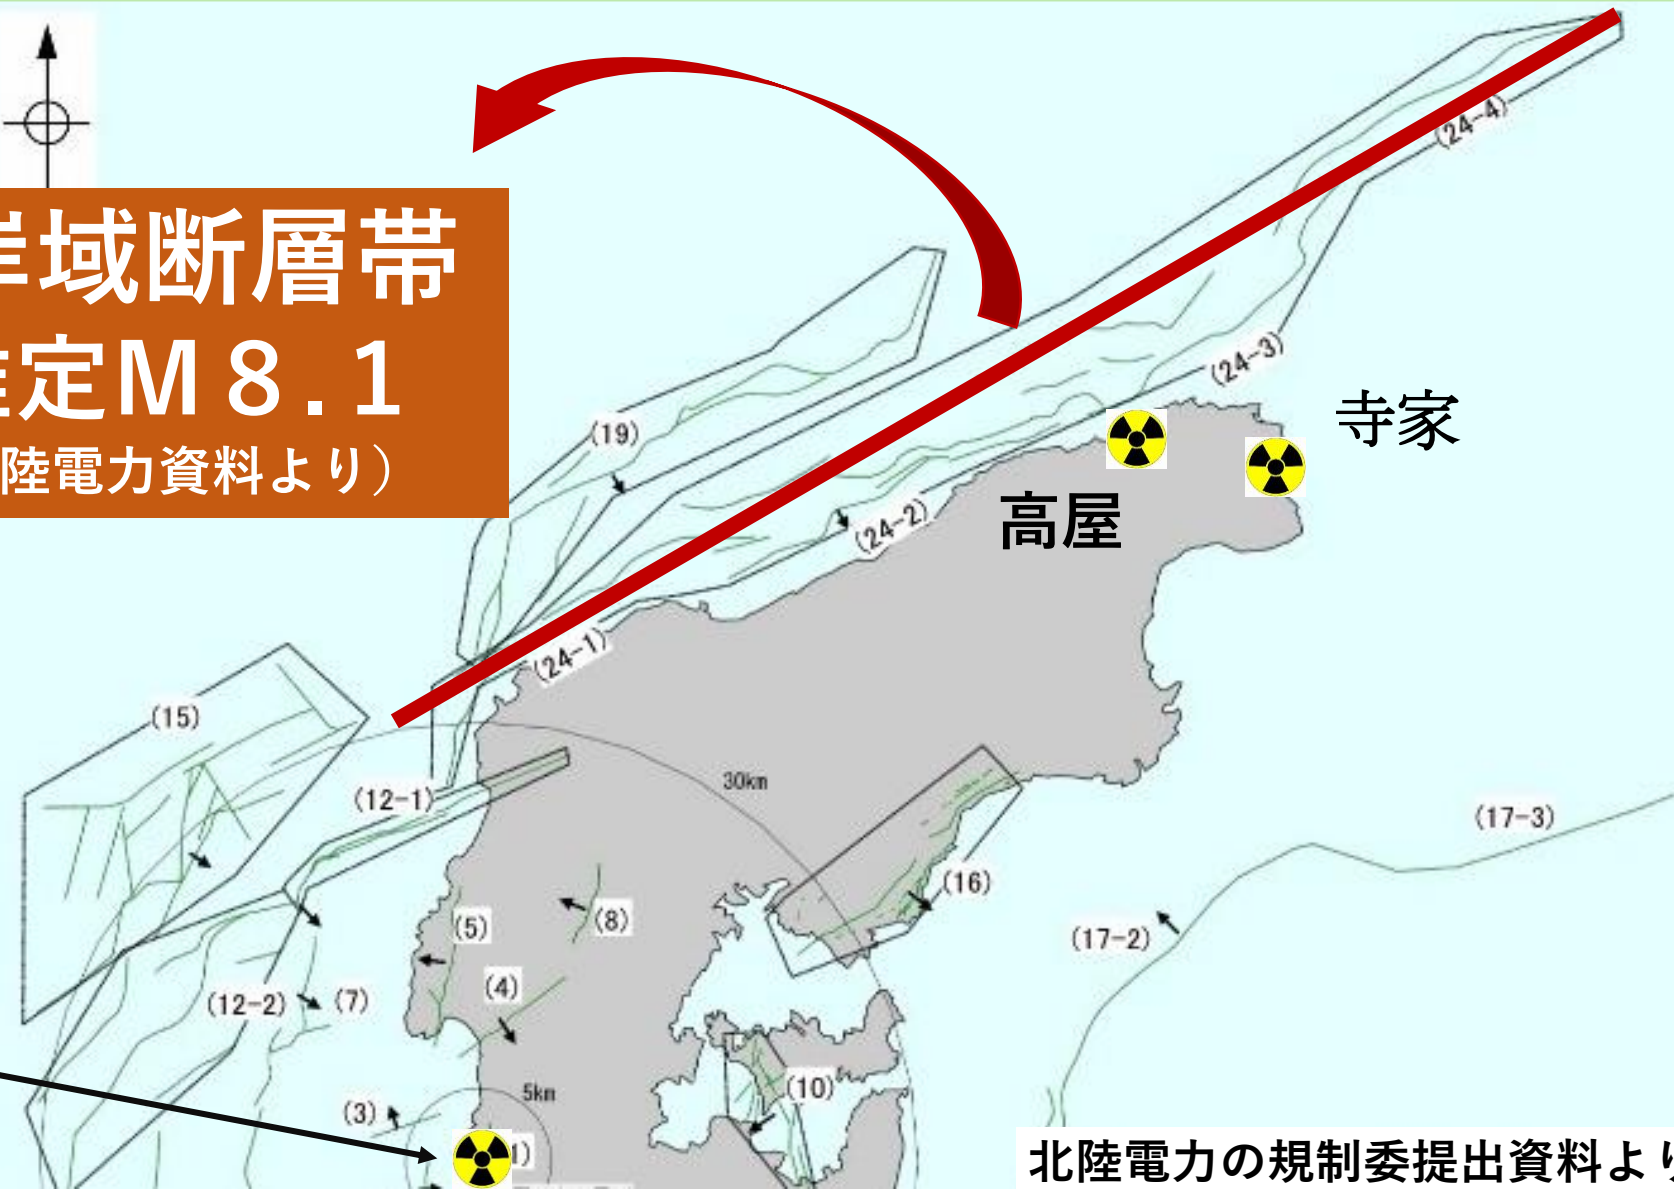 岸域断層帯
推定M8.1
陸電力資料より）
(24-4)
(24-3)
寺家
(19)
高屋
(24-2)
(24-1)
(15)
30km
(12-1)
(17-3)
(16)
(5)
(8)
(17-2)
(4)
(12-2)
(7)
(10)
5km
(3)
1)
北陸電力の規制委提出資料より